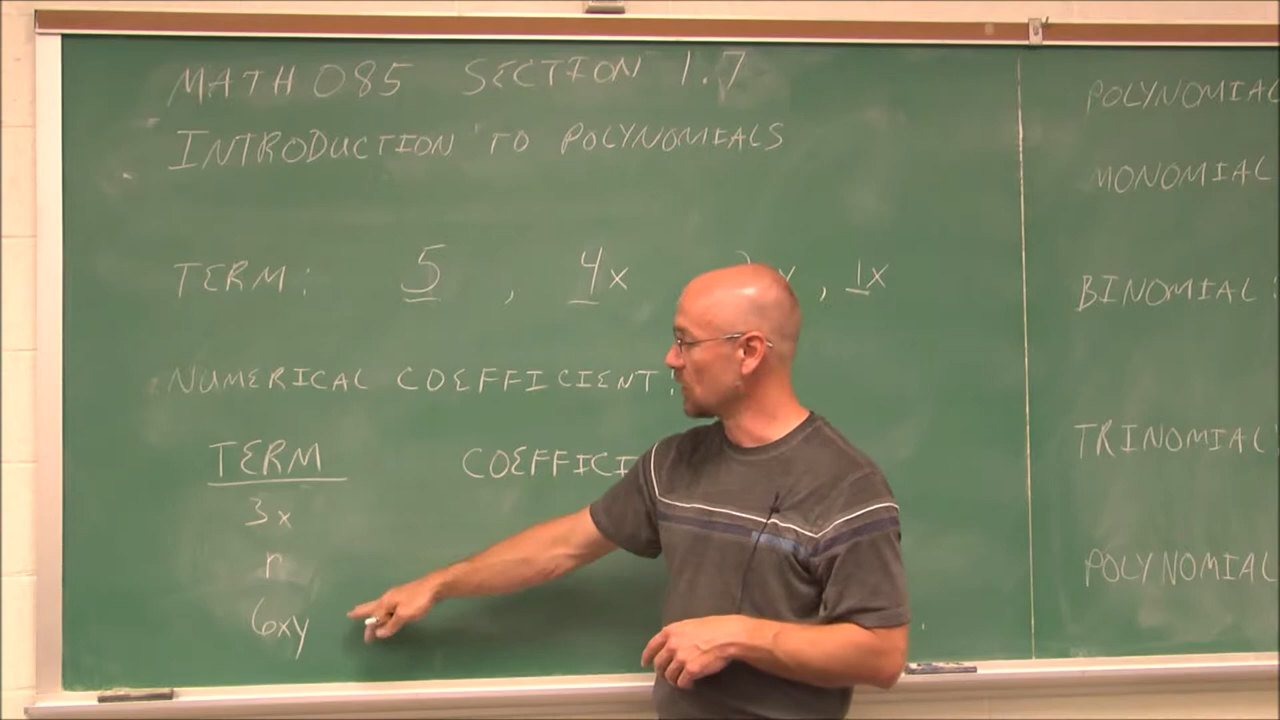 MATH 085 SECTION 1.7
INTRODUCTION TO POLYNOMIALS
TERM: 5 , 4x , 1x
NUMERICAL COEFFICIENT:
TERM
3x
n
6xy
POLYNOMIAL
MONOMIAL
BINOMIAL:
TRINOMIAL
POLYNOMIAL